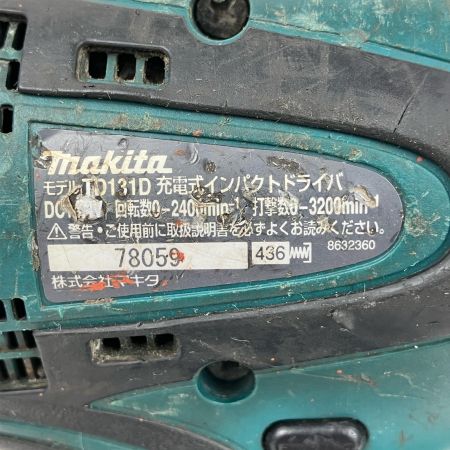 makita
モデル TD131D 充電式インパクトドライバ
回転数0-2400min⁻¹ 打撃数0-3200min⁻¹
⚠警告・ご使用前に取扱説明書を必ずよくお読みください。
8632360
78059 436
株式会社マキタ